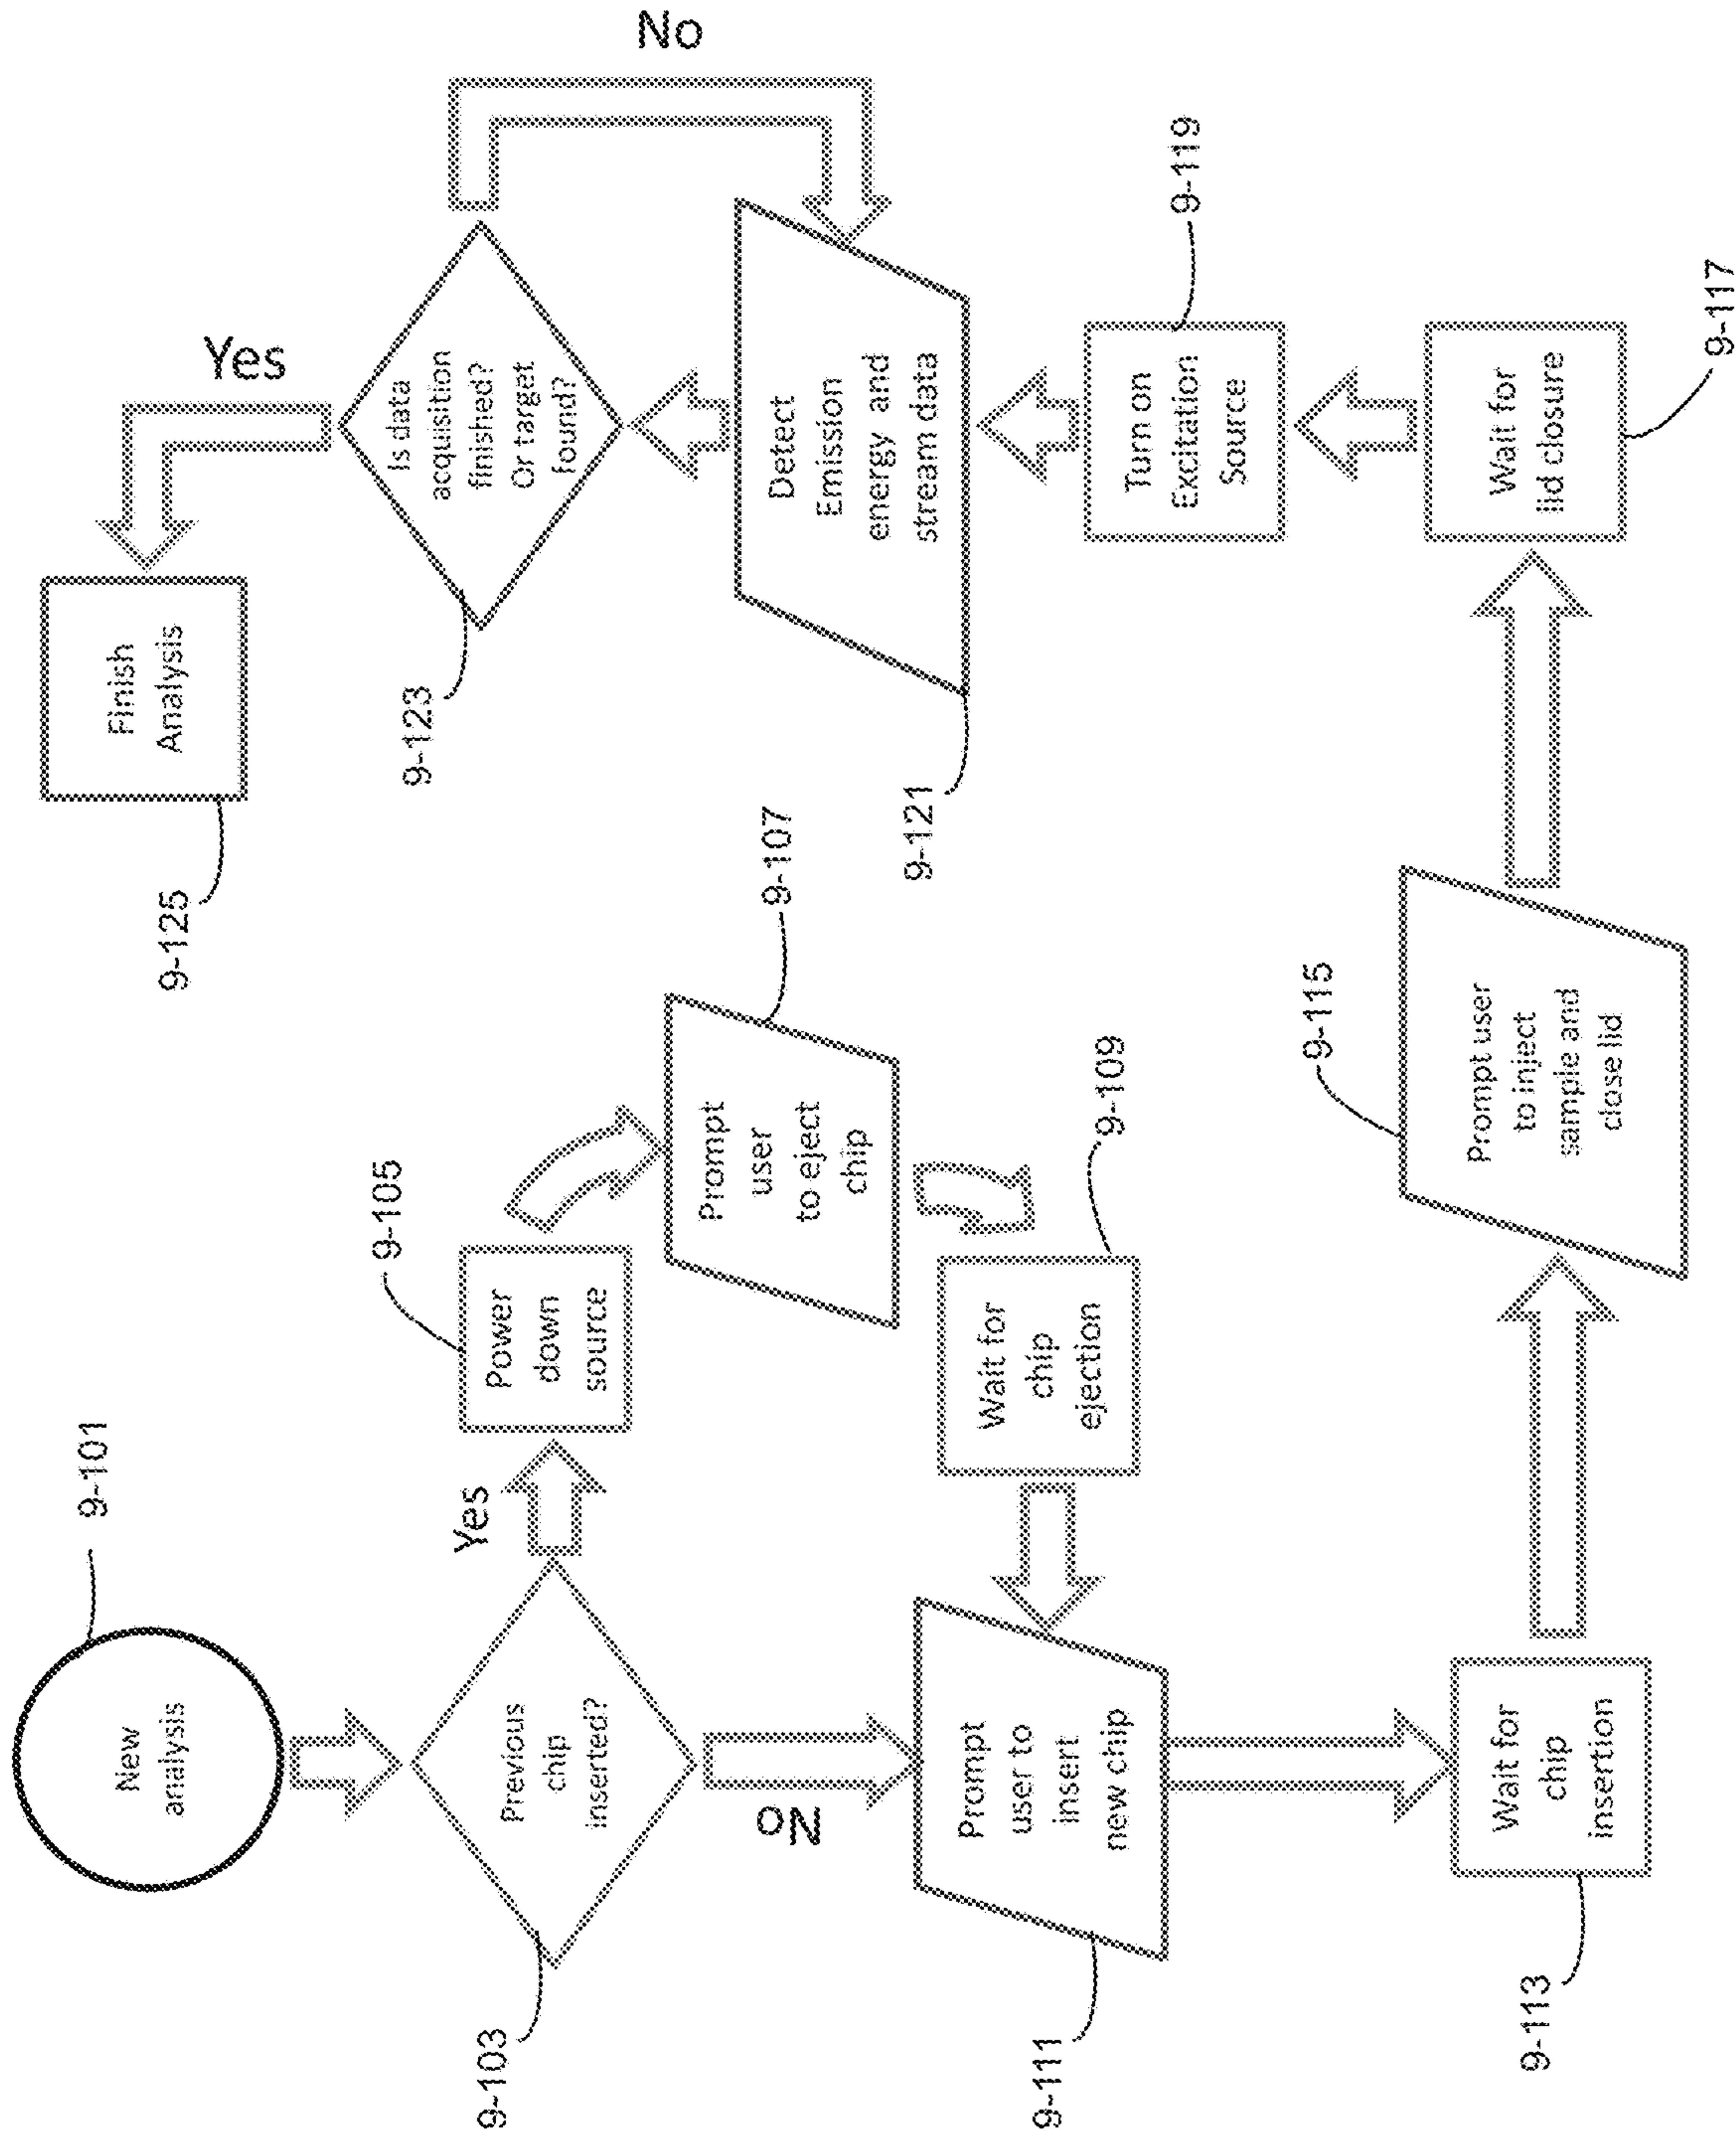 9-101
New
analysis
9-103
Previous
chip
inserted?
Yes
No
9-105
Power
down
source
9-107
Prompt
user
to eject
chip
9-109
Wait for
chip
ejection
9-111
Prompt
user to
insert
new chip
9-113
Wait for
chip
insertion
9-115
Prompt user
to inject
sample and
close lid
9-117
Wait for
lid closure
9-119
Turn on
Excitation
Source
9-121
Detect
Emission
energy and
stream data
9-123
Is data
acquisition
finished?
Or target
found?
No
Yes
9-125
Finish
Analysis